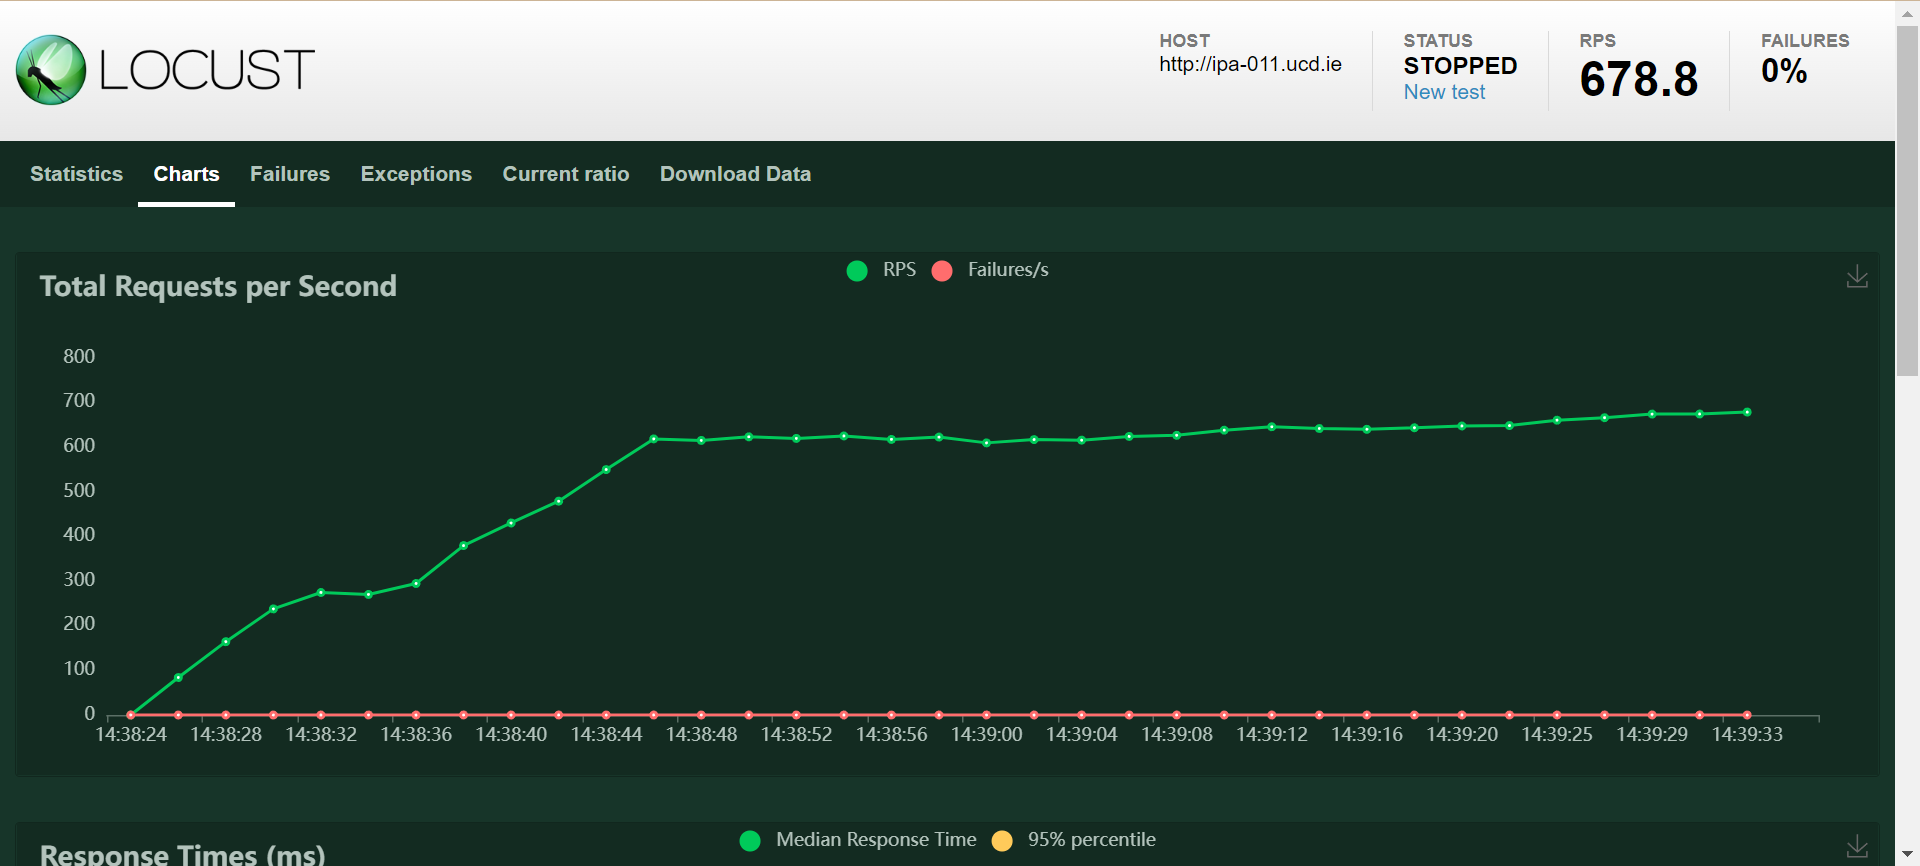 LOCUST
HOST
http://ipa-011.ucd.ie
STATUS
STOPPED
New test
RPS
678.8
FAILURES
0%
Statistics Charts Failures Exceptions Current ratio Download Data
Total Requests per Second
RPS Failures/s
800
700
600
500
400
300
200
100
0
14:38:24 14:38:28 14:38:32 14:38:36 14:38:40 14:38:44 14:38:48 14:38:52 14:38:56 14:39:00 14:39:04 14:39:08 14:39:12 14:39:16 14:39:20 14:39:25 14:39:29 14:39:33
Median Response Time 95% percentile
Response Times (ms)